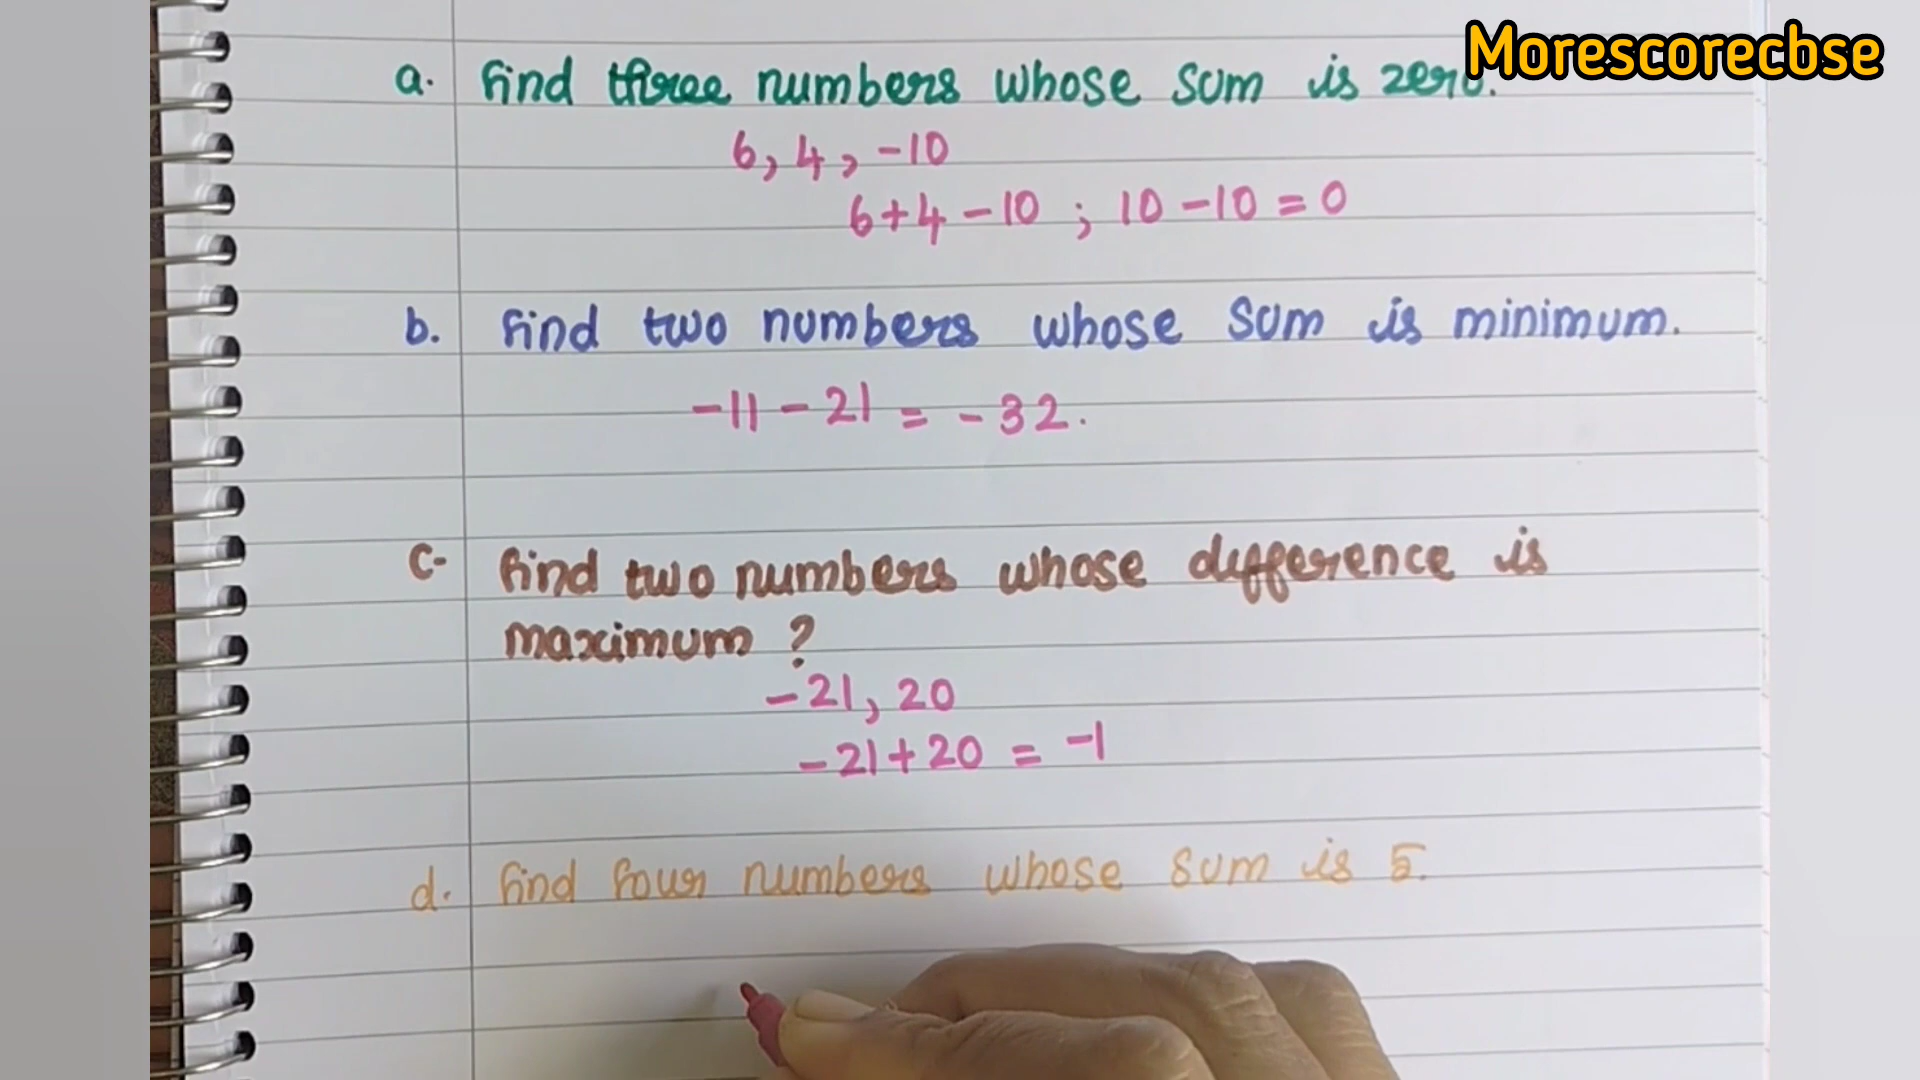 Morescorecbse
a. find three numbers whose sum is zero.
6, 4, -10
6+4-10 ; 10-10=0
b. find two numbers whose sum is minimum.
-11-21 = -32.
c- find two numbers whose difference is
maximum ?
-21, 20
-21+20 = -1
d. find four numbers whose sum is 5.